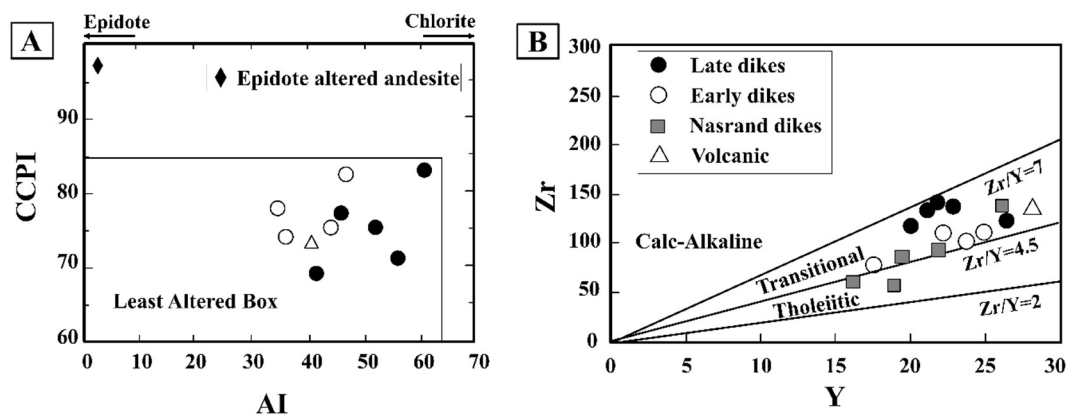 A
Epidote
Chlorite
Epidote altered andesite
90
80
70
60
CCPI
Least Altered Box
0
10
20
30
40
50
60
70
AI
B
300
250
200
150
100
50
0
Zr
Late dikes
Early dikes
Nasrand dikes
Volcanic
Zr/Y=7
Calc-Alkaline
Transitional
Zr/Y=4.5
Tholeiitic
Zr/Y=2
0
5
10
15
20
25
30
Y